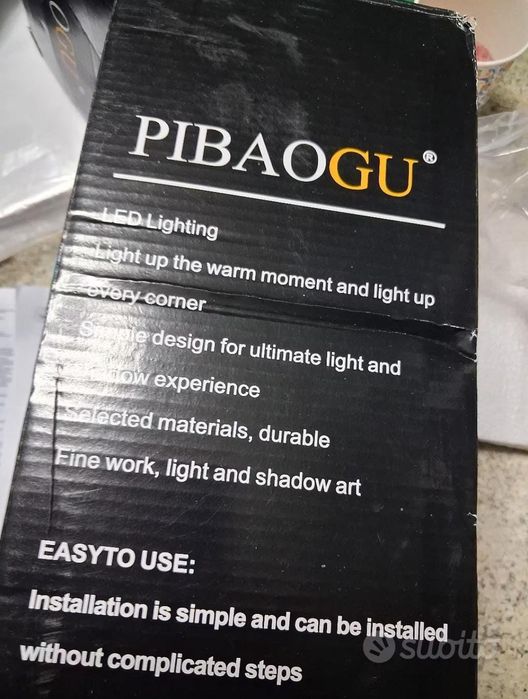 PIBAOGU®
LED Lighting
Light up the warm moment and light up
every corner
design for ultimate light and
experience
Selected materials, durable
Fine work, light and shadow art
EASYTO USE:
Installation is simple and can be installed
without complicated steps
subito